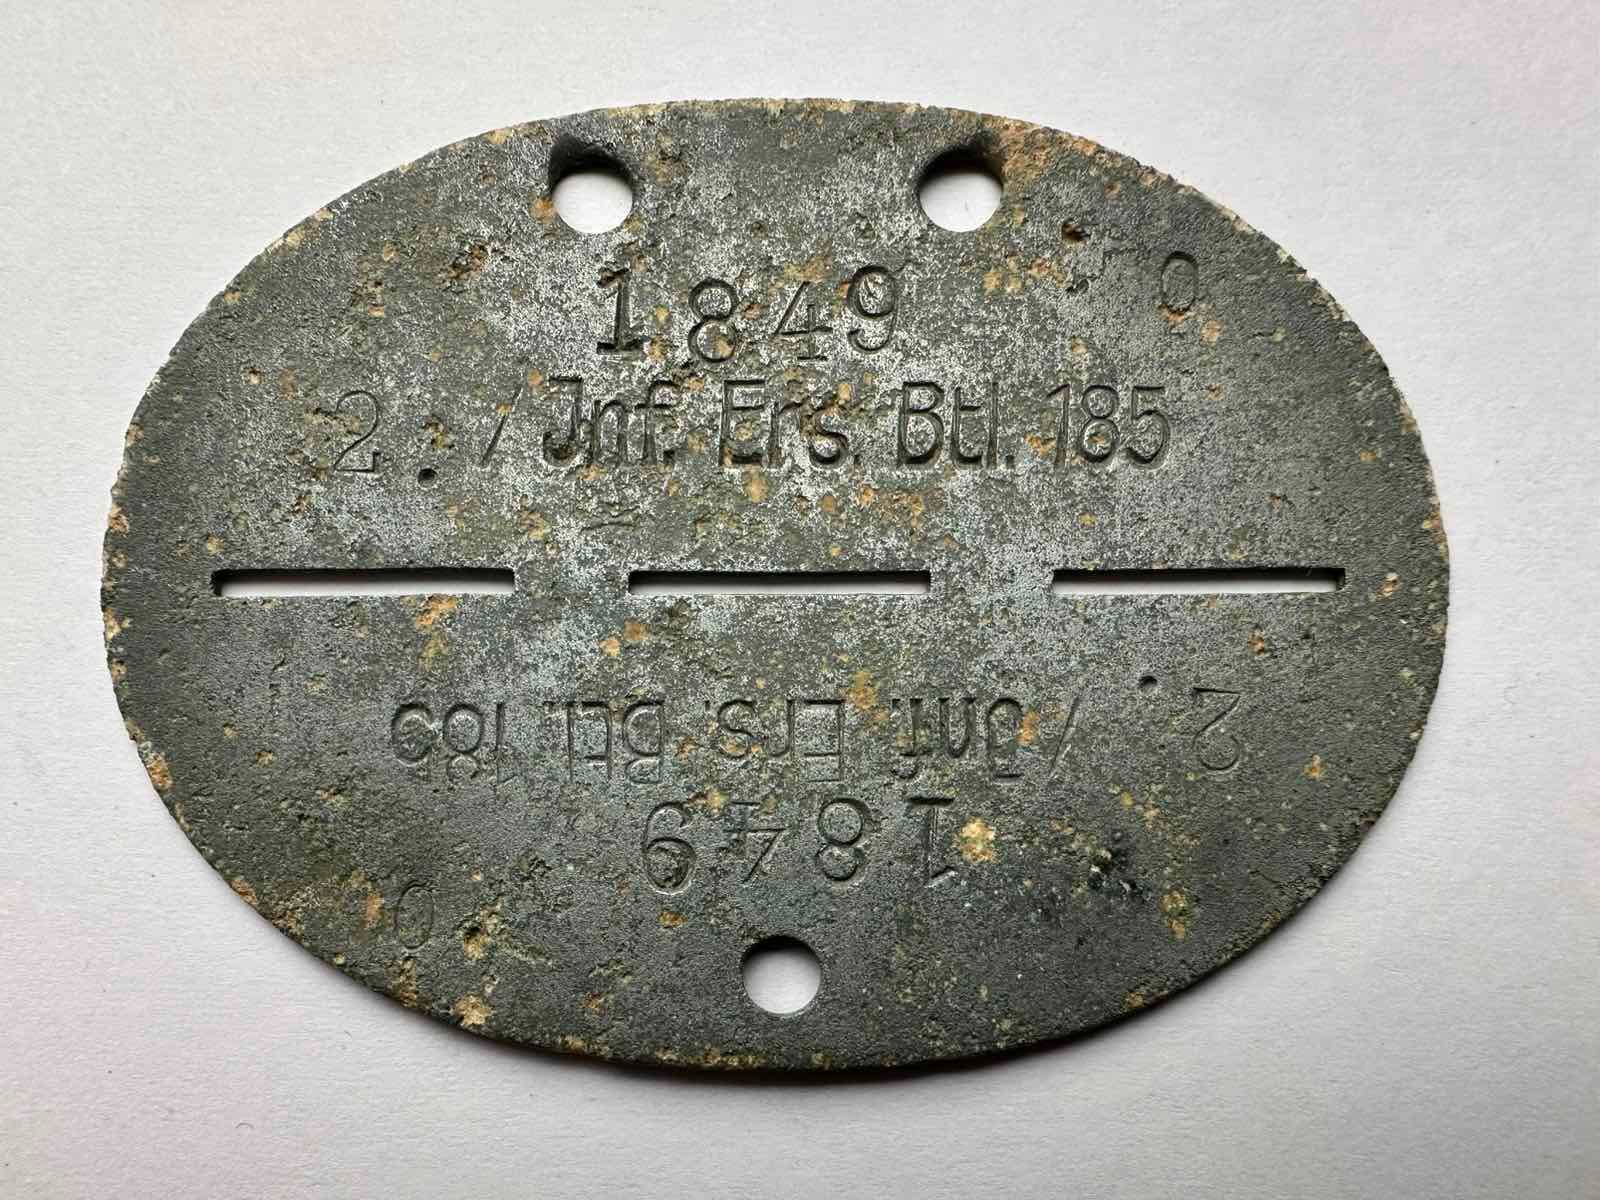 0
1849
2. / Jnf. Ers. Btl. 185
2. / Jnf. Ers. Btl. 185
1849
0